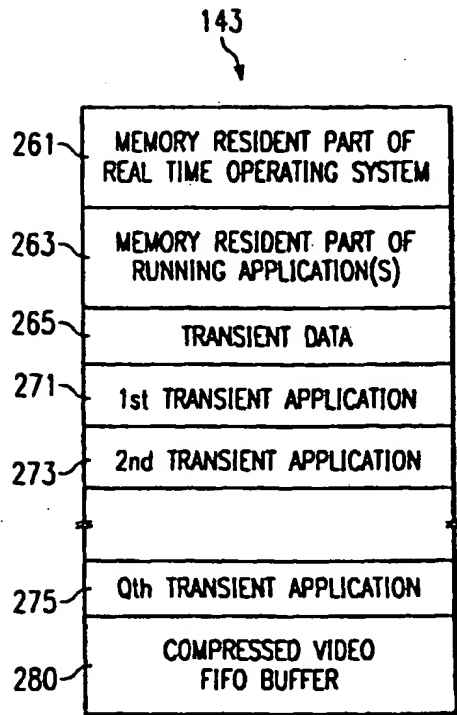 143
261
MEMORY RESIDENT PART OF
REAL TIME OPERATING SYSTEM
263
MEMORY RESIDENT PART OF
RUNNING APPLICATION(S)
265
TRANSIENT DATA
271
1st TRANSIENT APPLICATION
273
2nd TRANSIENT APPLICATION
275
Qth TRANSIENT APPLICATION
280
COMPRESSED VIDEO
FIFO BUFFER